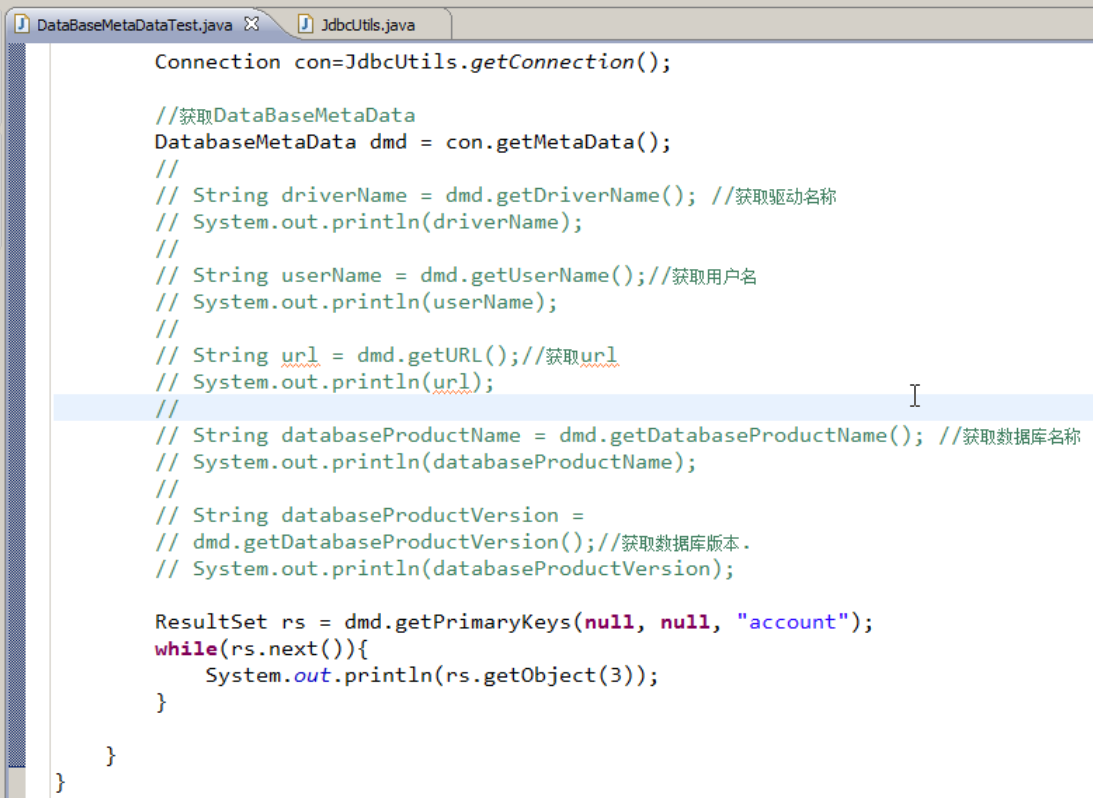 DataBaseMetaDataTest.java JdbcUtils.java
Connection con=JdbcUtils.getConnection();
//获取DataBaseMetaData
DatabaseMetaData dmd = con.getMetaData();
//
// String driverName = dmd.getDriverName(); //获取驱动名称
// System.out.println(driverName);
//
// String userName = dmd.getUserName();//获取用户名
// System.out.println(userName);
//
// String url = dmd.getURL();//获取url
// System.out.println(url);
//
// String databaseProductName = dmd.getDatabaseProductName(); //获取数据库名称
// System.out.println(databaseProductName);
//
// String databaseProductVersion =
// dmd.getDatabaseProductVersion();//获取数据库版本.
// System.out.println(databaseProductVersion);
ResultSet rs = dmd.getPrimaryKeys(null, null, "account");
while(rs.next()){
System.out.println(rs.getObject(3));
}
}
}